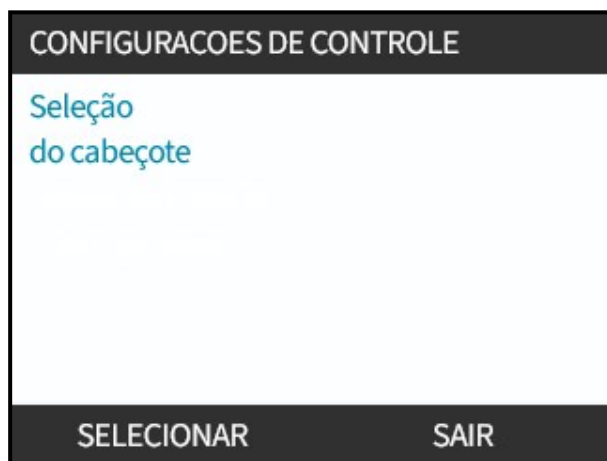 CONFIGURACOES DE CONTROLE
Seleção
do cabeçote
SELECIONAR SAIR